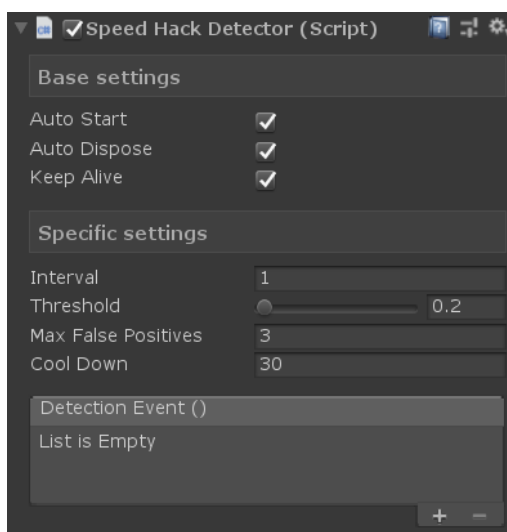 Speed Hack Detector (Script)
Base settings
Auto Start
Auto Dispose
Keep Alive
Specific settings
Interval 1
Threshold 0.2
Max False Positives 3
Cool Down 30
Detection Event ()
List is Empty
+ −